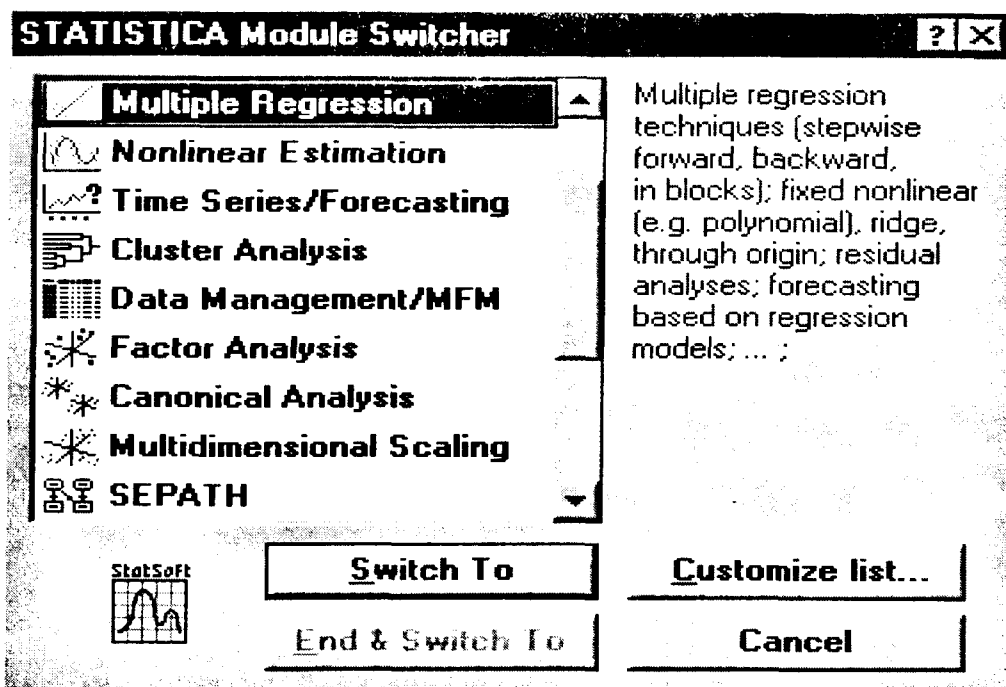 STATISTICA Module Switcher
Multiple Regression
Nonlinear Estimation
Time Series/Forecasting
Cluster Analysis
Data Management/MFM
Factor Analysis
Canonical Analysis
Multidimensional Scaling
SEPATH
Multiple regression
techniques (stepwise
forward, backward,
in blocks); fixed nonlinear
(e.g. polynomial), ridge,
through origin; residual
analyses; forecasting
based on regression
models; ... ;
StatSoft
Switch To
Customize list...
End & Switch To
Cancel